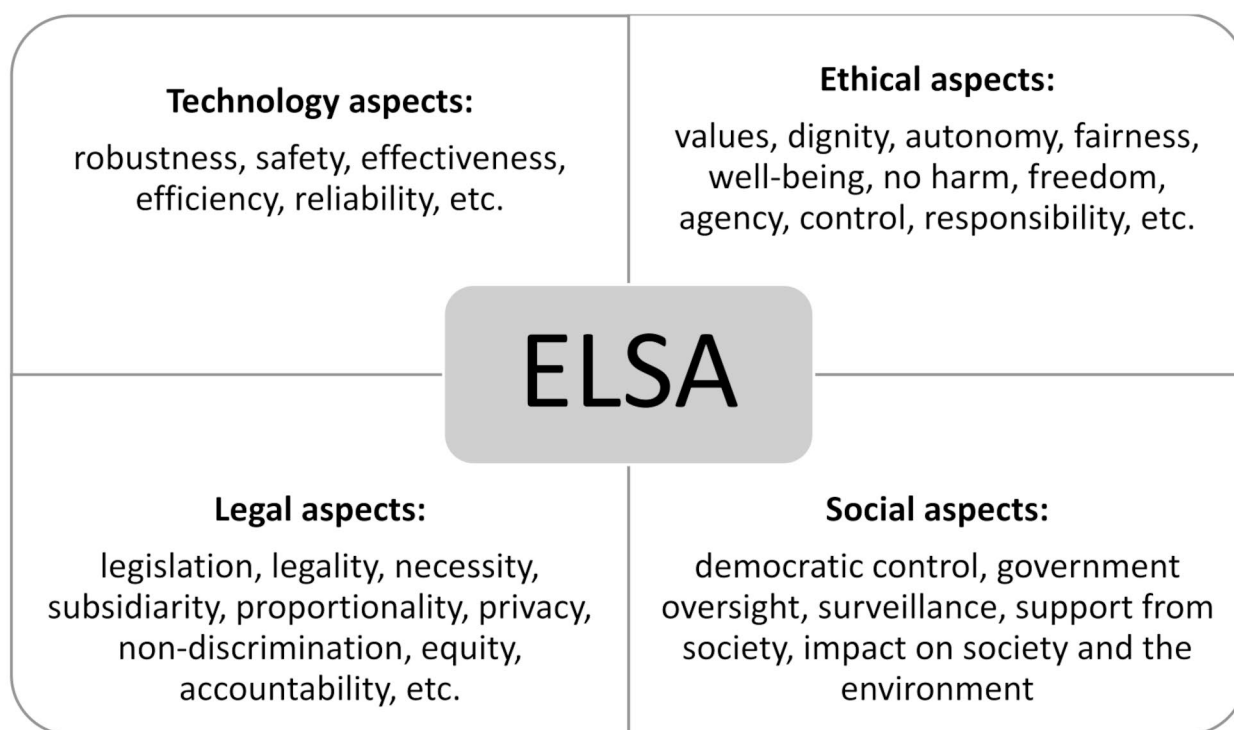 Technology aspects:
robustness, safety, effectiveness,
efficiency, reliability, etc.
Ethical aspects:
values, dignity, autonomy, fairness,
well-being, no harm, freedom,
agency, control, responsibility, etc.
ELSA
Legal aspects:
legislation, legality, necessity,
subsidiarity, proportionality, privacy,
non-discrimination, equity,
accountability, etc.
Social aspects:
democratic control, government
oversight, surveillance, support from
society, impact on society and the
environment